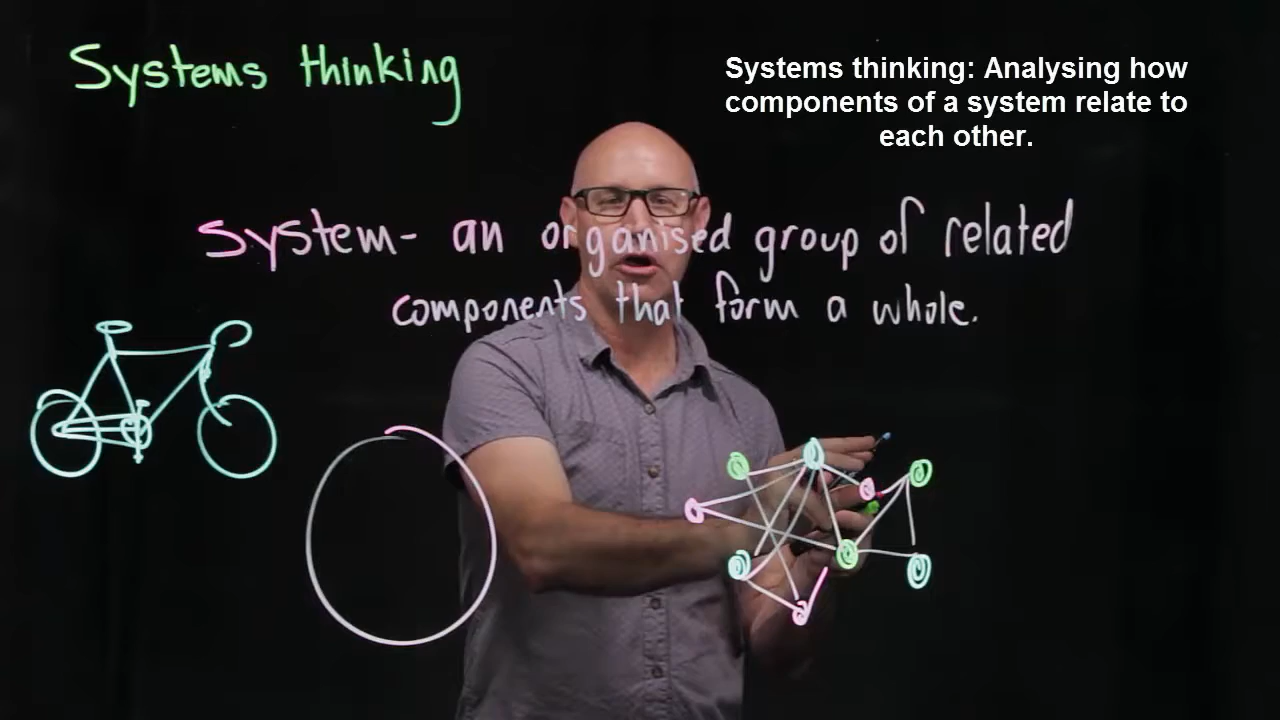 Systems thinking
Systems thinking: Analysing how
components of a system relate to
each other.
System- an organised group of related
components that form a whole.